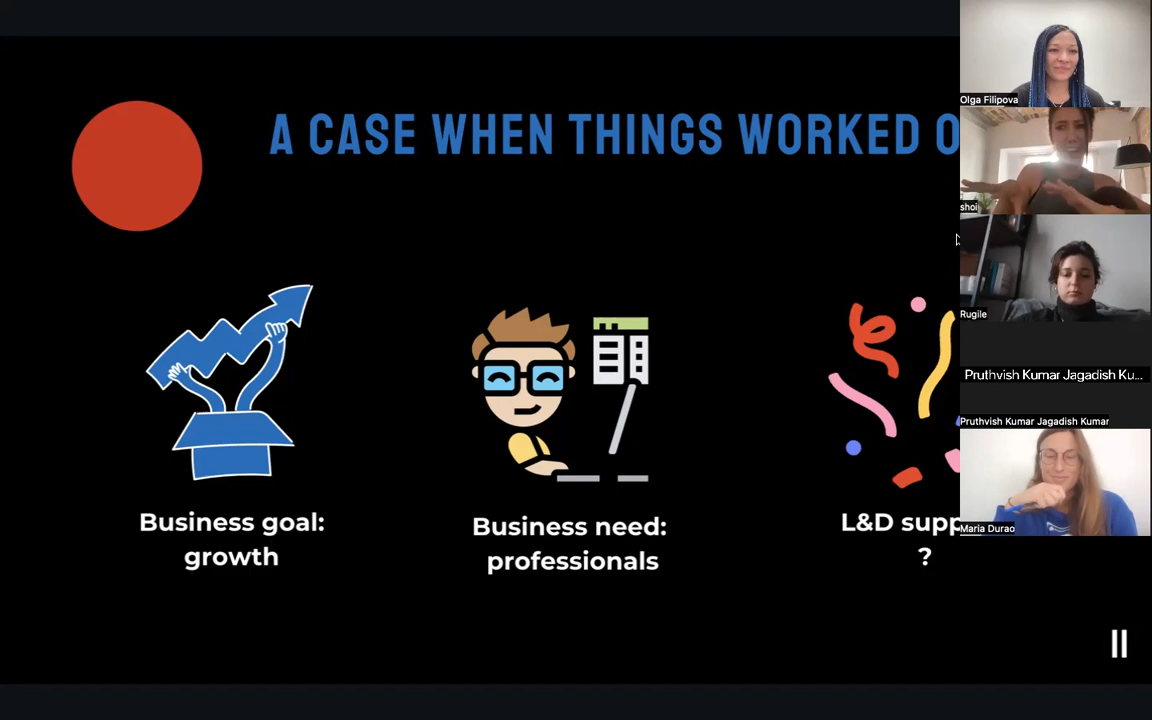 A CASE WHEN THINGS WORKED O
Business goal:
growth
Business need:
professionals
L&D supp
?
Olga Filipova
shoi
Rugile
Pruthvish Kumar Jagadish Ku...
Pruthvish Kumar Jagadish Kumar
Maria Durao